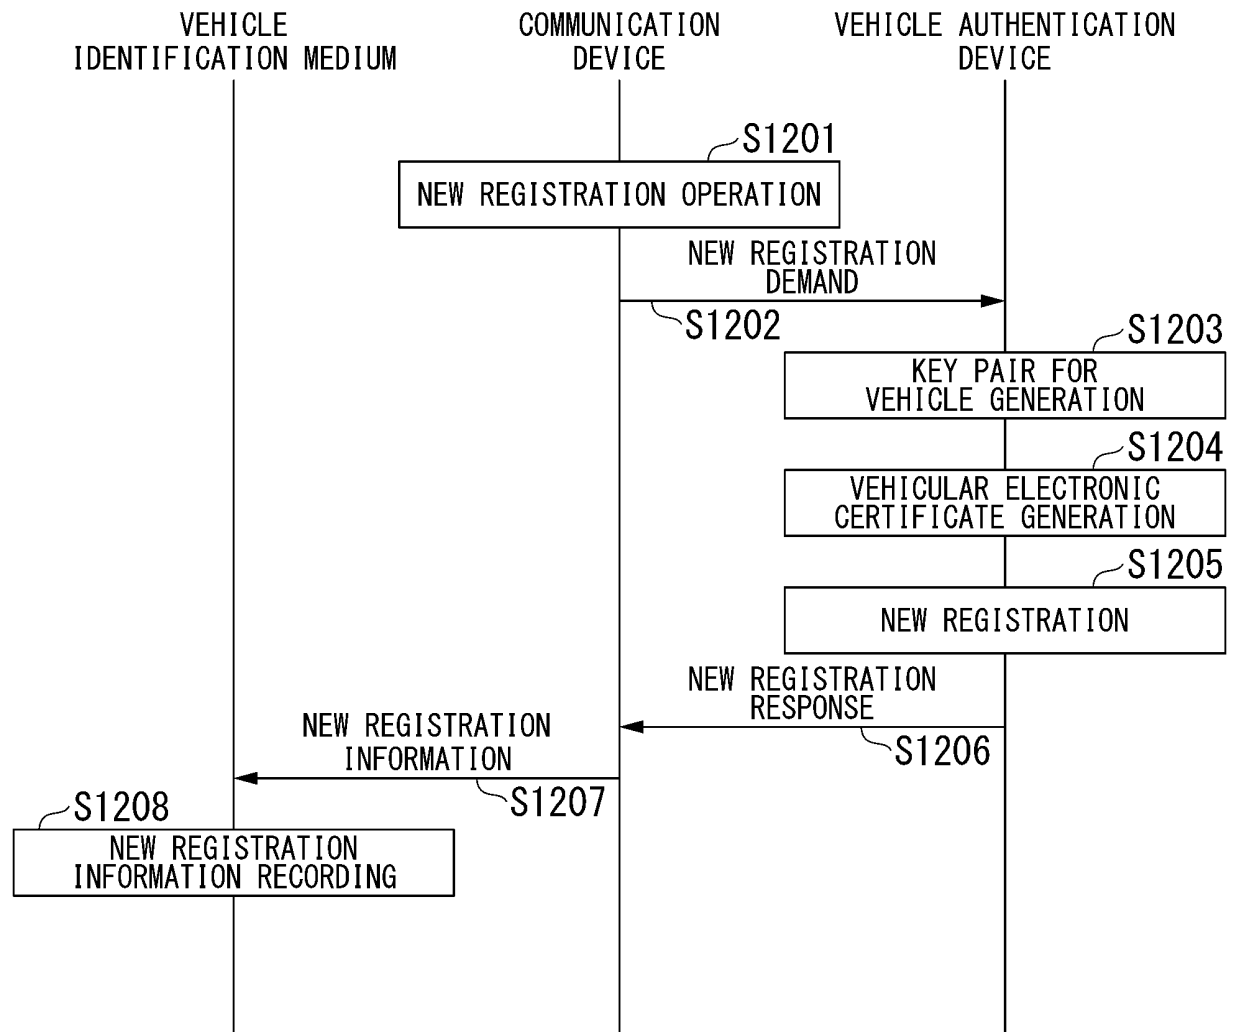 VEHICLE
IDENTIFICATION MEDIUM
COMMUNICATION
DEVICE
VEHICLE AUTHENTICATION
DEVICE
S1201
NEW REGISTRATION OPERATION
NEW REGISTRATION
DEMAND
S1202
S1203
KEY PAIR FOR
VEHICLE GENERATION
S1204
VEHICULAR ELECTRONIC
CERTIFICATE GENERATION
S1205
NEW REGISTRATION
NEW REGISTRATION
RESPONSE
S1206
NEW REGISTRATION
INFORMATION
S1207
S1208
NEW REGISTRATION
INFORMATION RECORDING